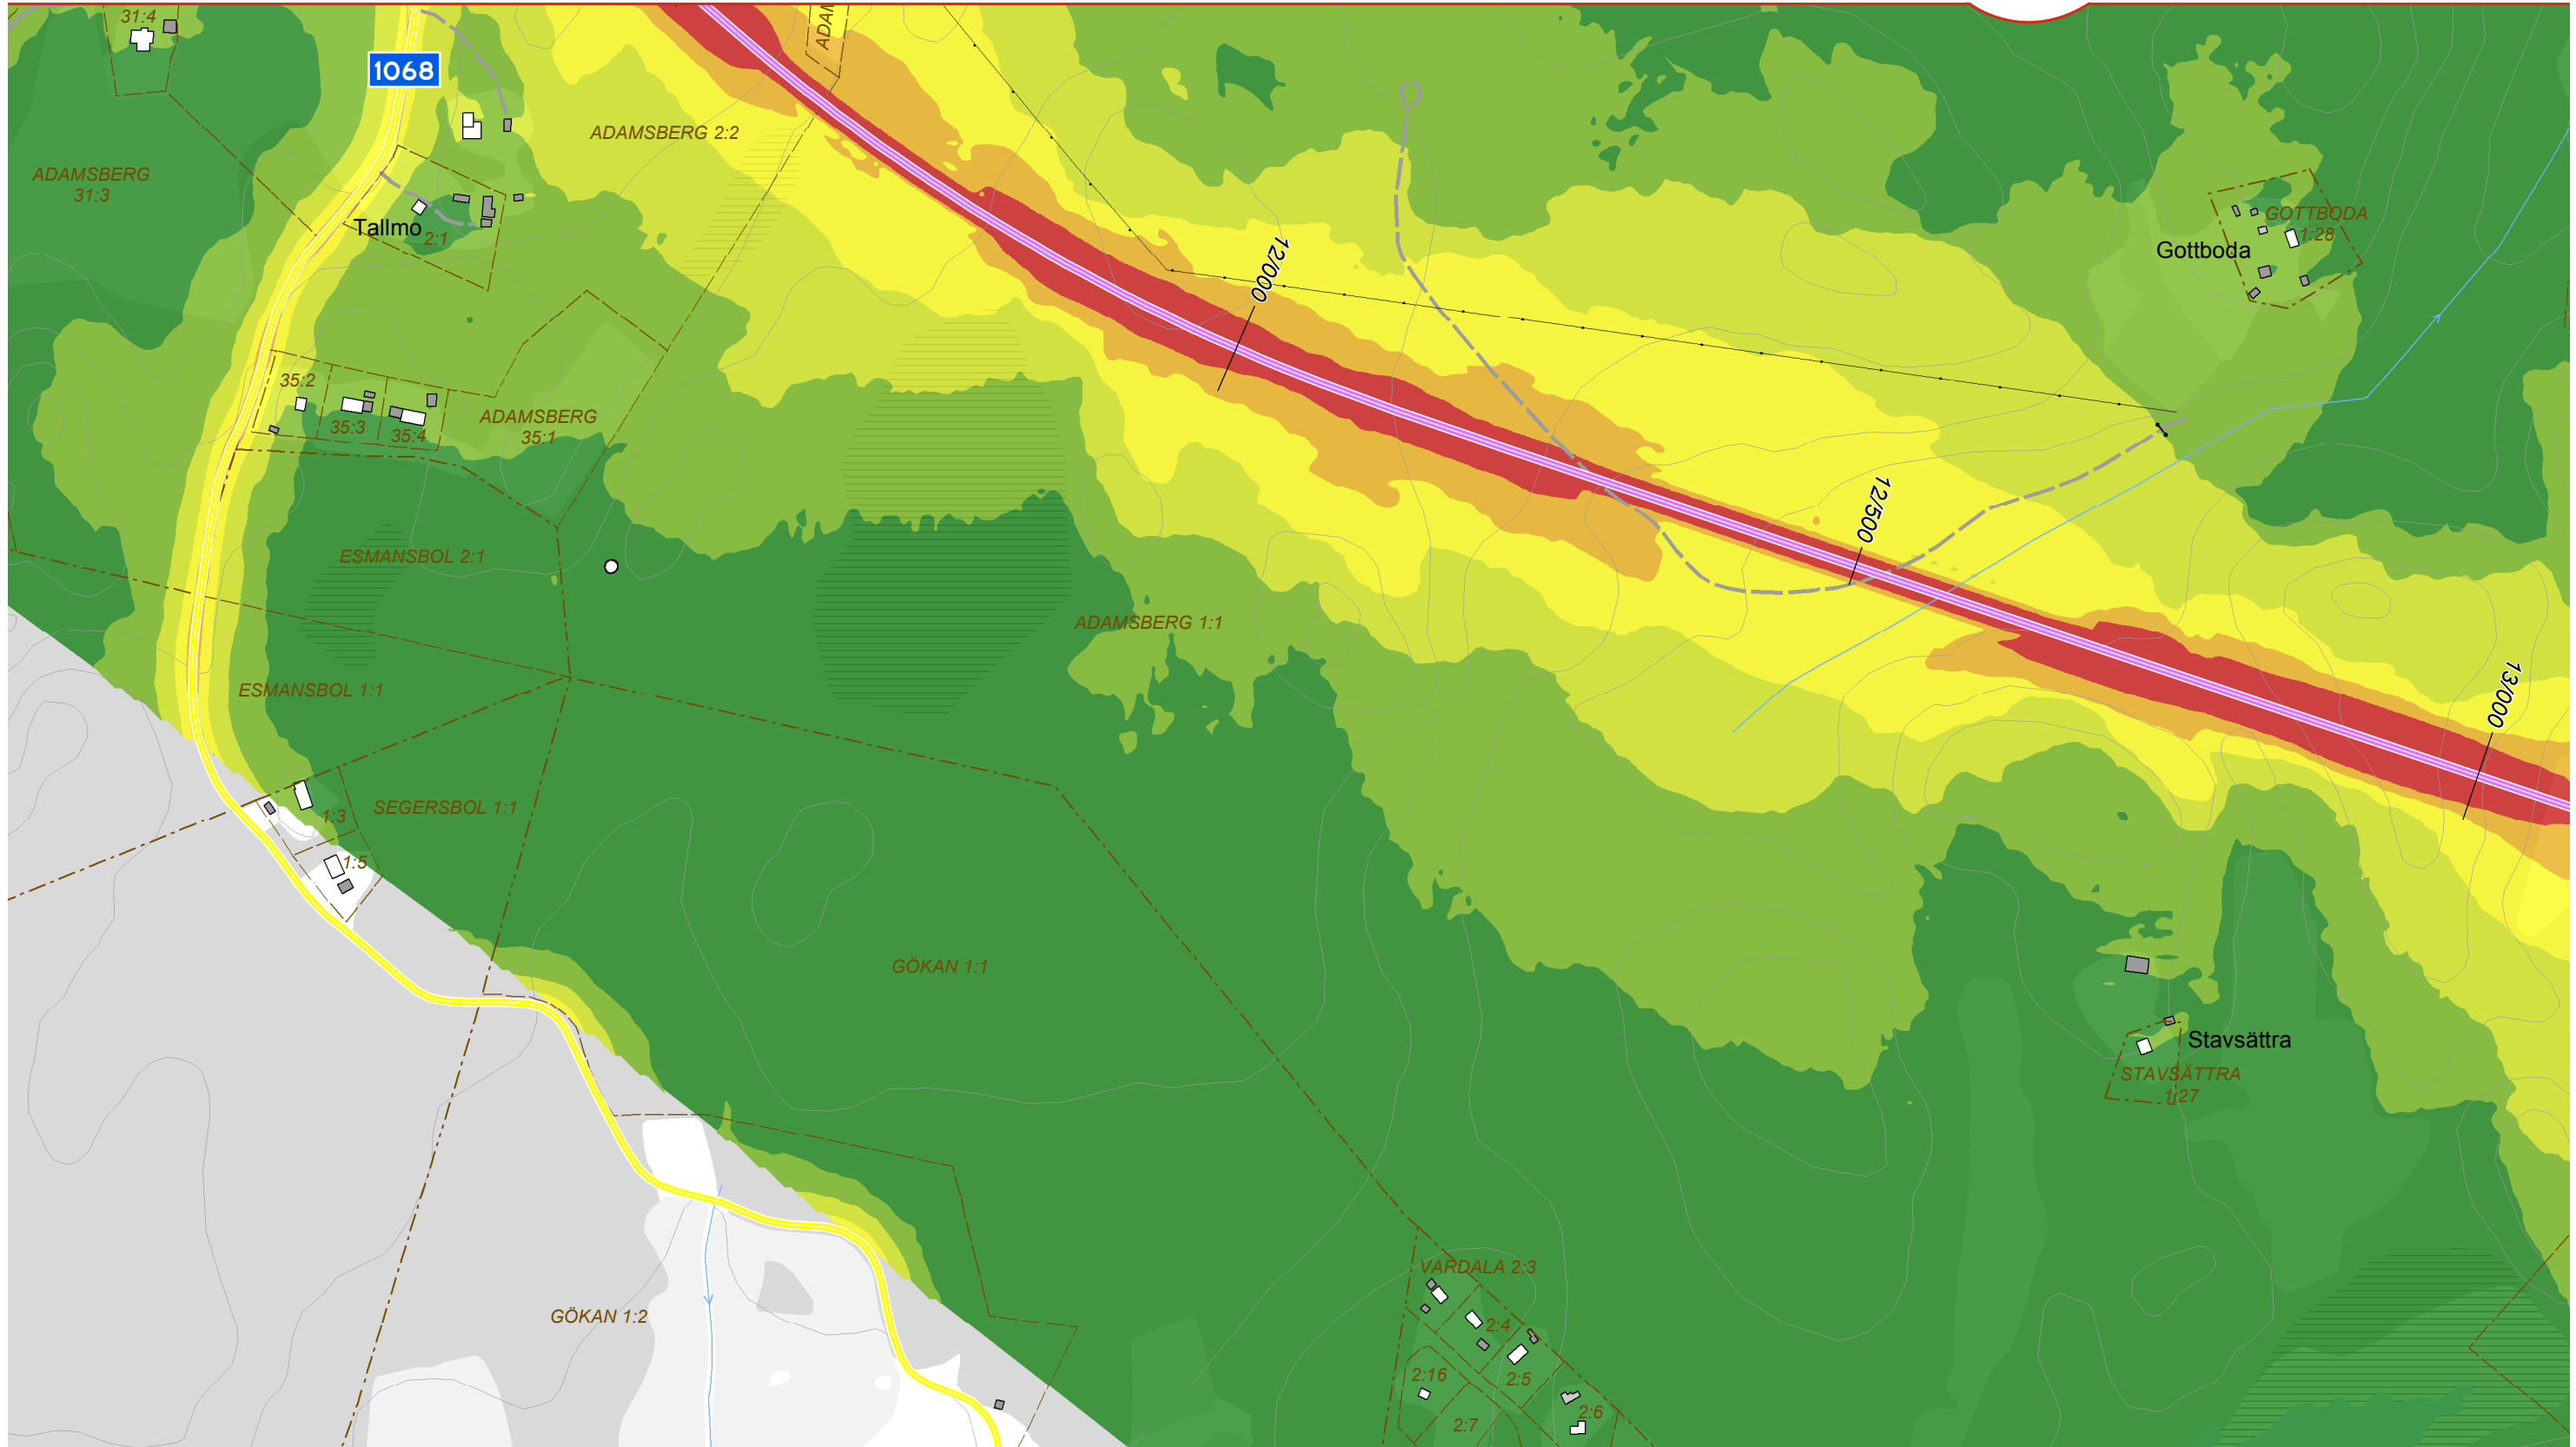 31:4
ADAM
1068
ADAMSBERG 2:2
ADAMSBERG
31:3
Tallmo
2:1
GOTTBODA
1:28
Gottboda
12/000
35:2
35:3
35:4
ADAMSBERG
35:1
12/500
ESMANSBOL 2:1
ADAMSBERG 1:1
ESMANSBOL 1:1
13/000
SEGERSBOL 1:1
1:3
1:5
GÖKAN 1:1
Stavsättra
STAVSÄTTRA
1:27
VARDALA 2:3
GÖKAN 1:2
2:4
2:16
2:5
2:6
2:7